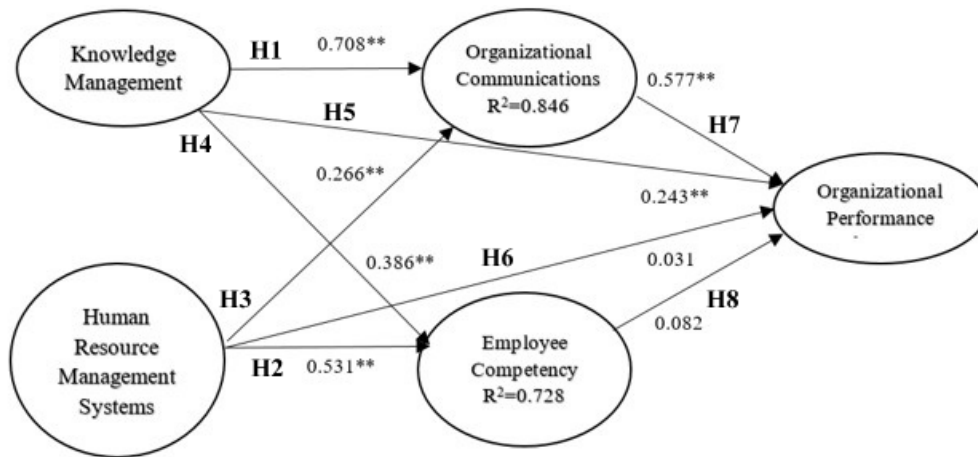 Knowledge
Management
H1
0.708**
Organizational
Communications
R²=0.846
0.577**
H7
H5
H4
0.266**
0.243**
Organizational
Performance
0.386**
H6
0.031
H3
H8
0.082
Human
Resource
Management
Systems
H2
0.531**
Employee
Competency
R²=0.728